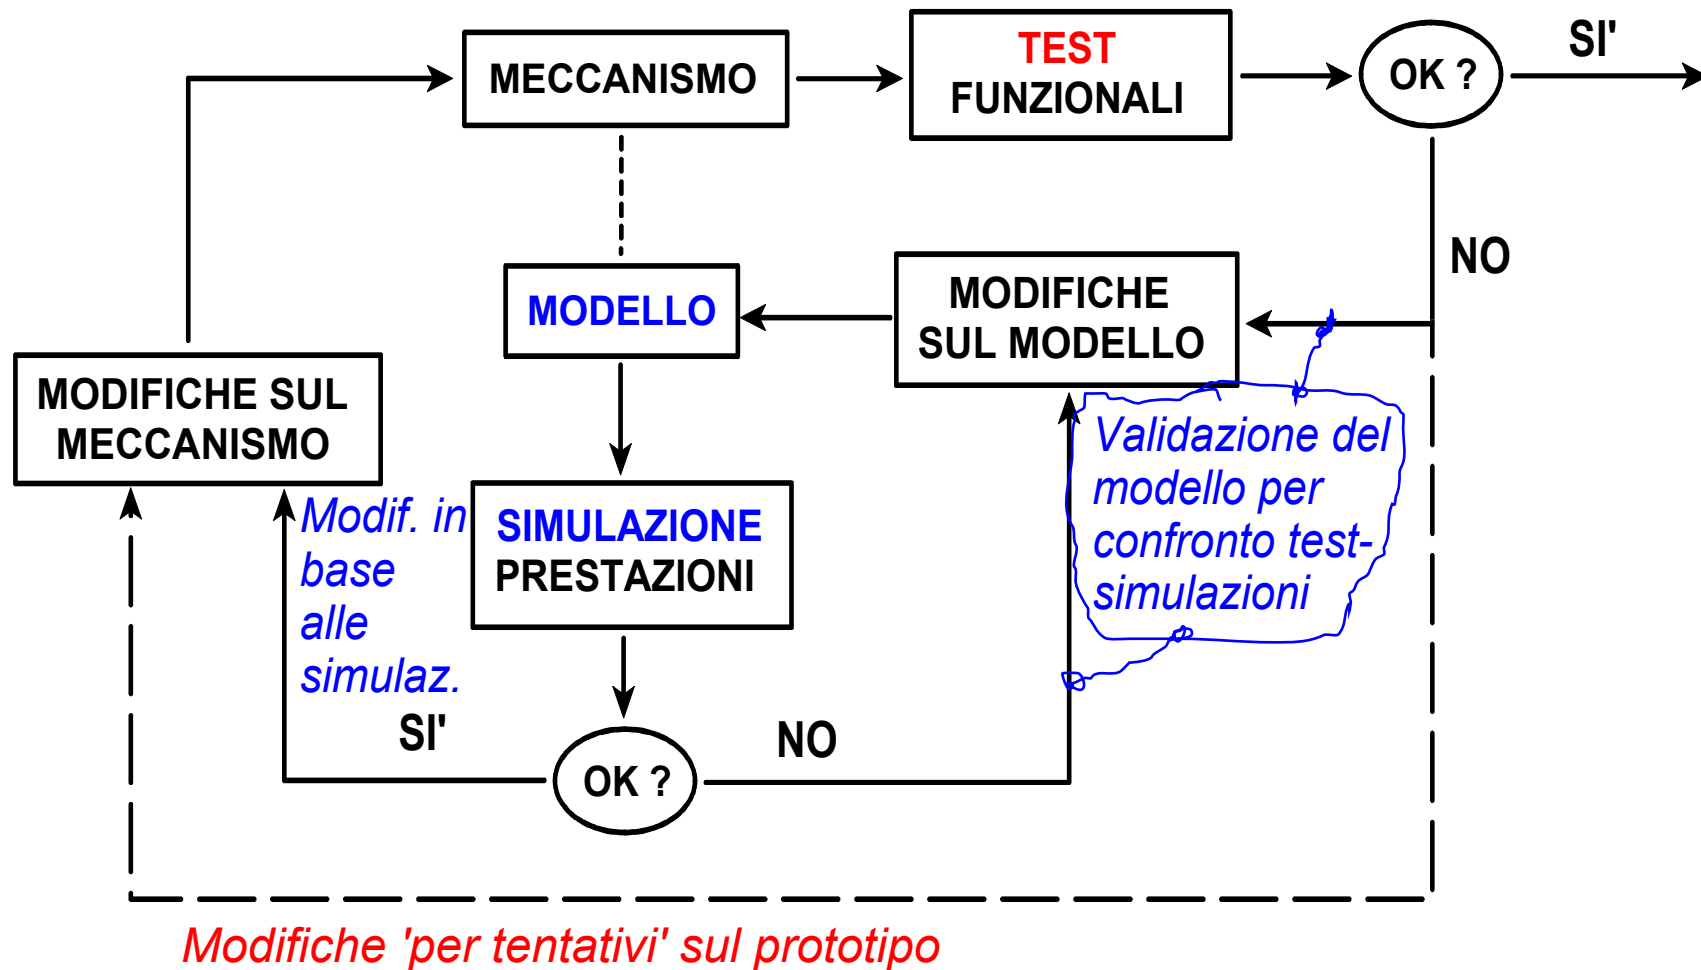 MECCANISMO
TEST
FUNZIONALI
OK ?
SI'
NO
MODELLO
MODIFICHE
SUL MODELLO
MODIFICHE SUL
MECCANISMO
Validazione del
modello per
confronto test-
simulazioni
Modif. in
base
alle
simulaz.
SIMULAZIONE
PRESTAZIONI
SI'
NO
OK ?
Modifiche 'per tentativi' sul prototipo